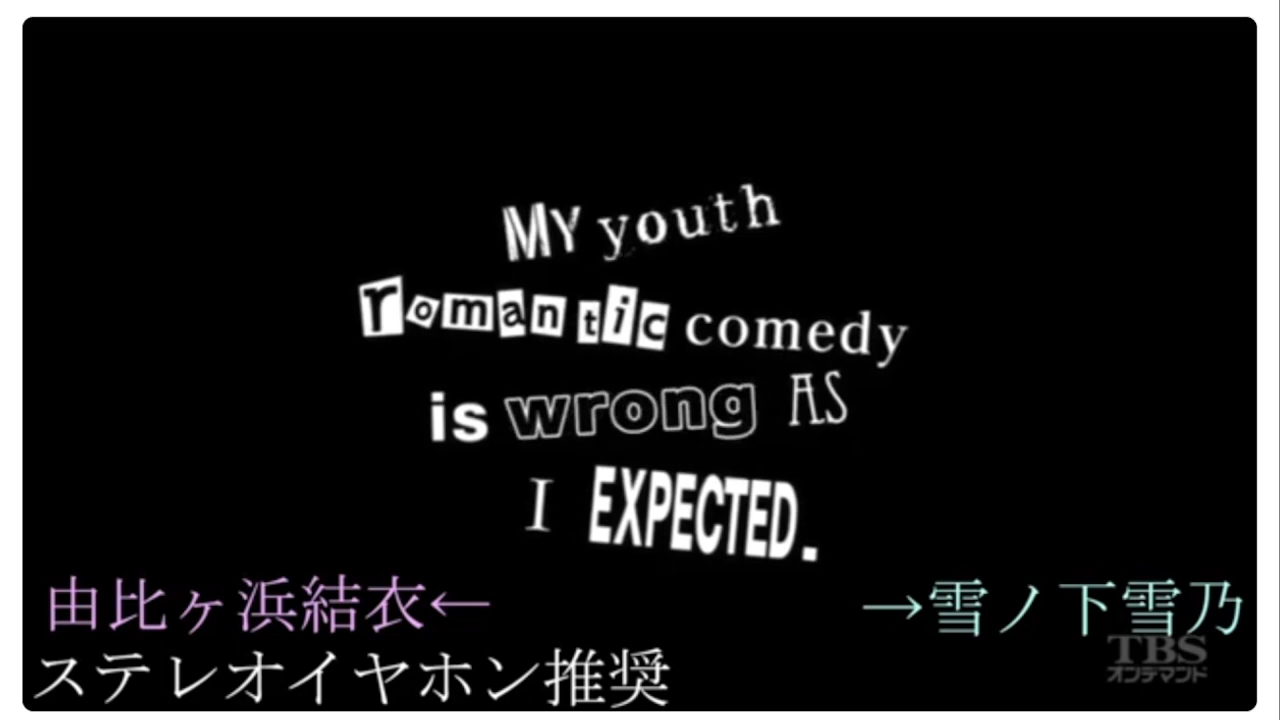 MY youth
romantic comedy
is wrong AS
I EXPECTED.
由比ヶ浜結衣← →雪ノ下雪乃
ステレオイヤホン推奨
TBS
オンデマンド